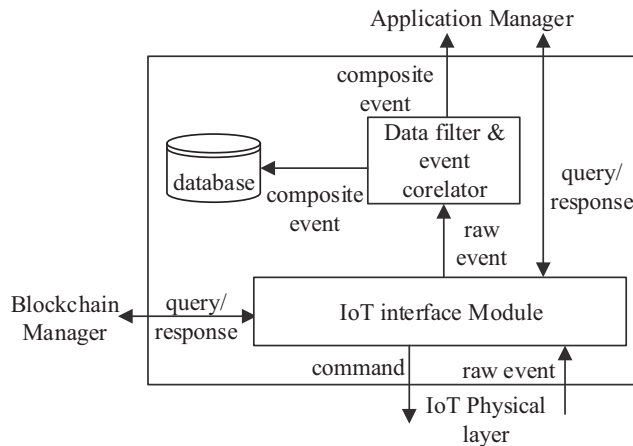 Application Manager
composite
event
Data filter &
event
corelator
database
composite
event
query/
response
raw
event
Blockchain
Manager
query/
response
IoT interface Module
command
raw event
IoT Physical
layer